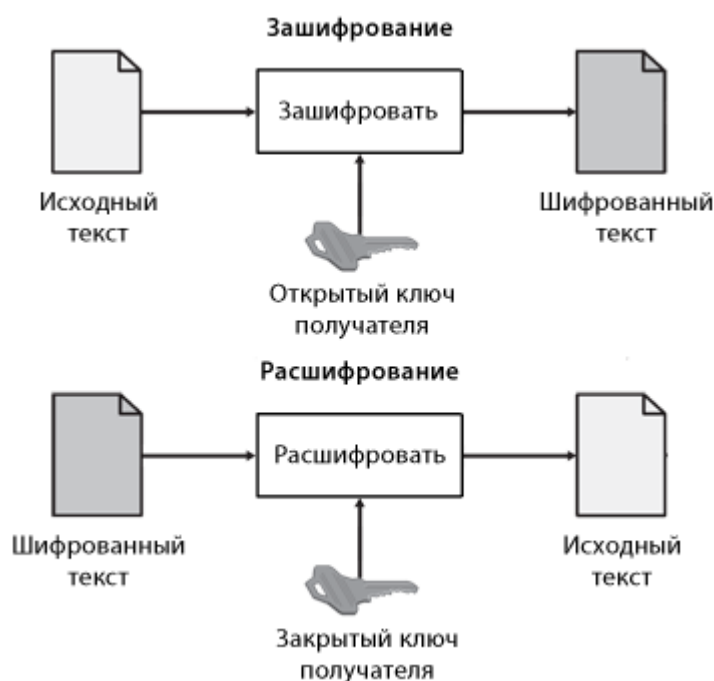 Зашифрование
Зашифровать
Исходный
текст
Шифрованный
текст
Открытый ключ
получателя
Расшифрование
Расшифровать
Шифрованный
текст
Исходный
текст
Закрытый ключ
получателя